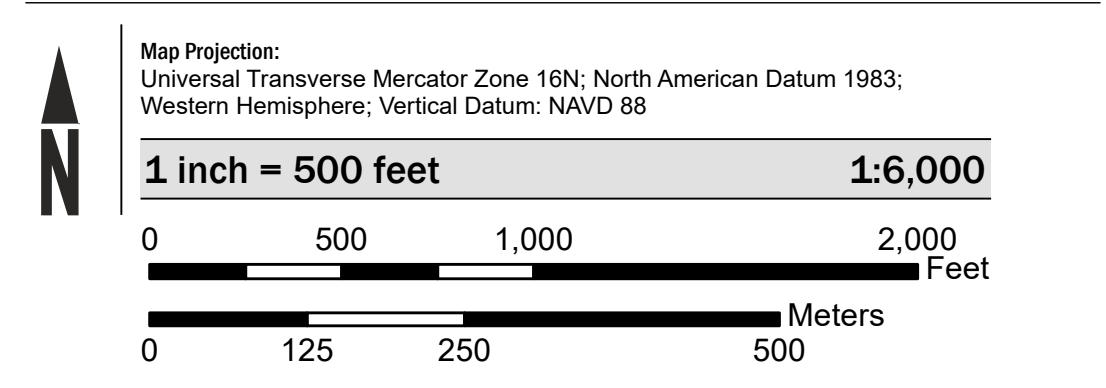 Map Projection:
Universal Transverse Mercator Zone 16N; North American Datum 1983;
Western Hemisphere; Vertical Datum: NAVD 88
N
1 inch = 500 feet 1:6,000
0 500 1,000 2,000
Feet
Meters
0 125 250 500